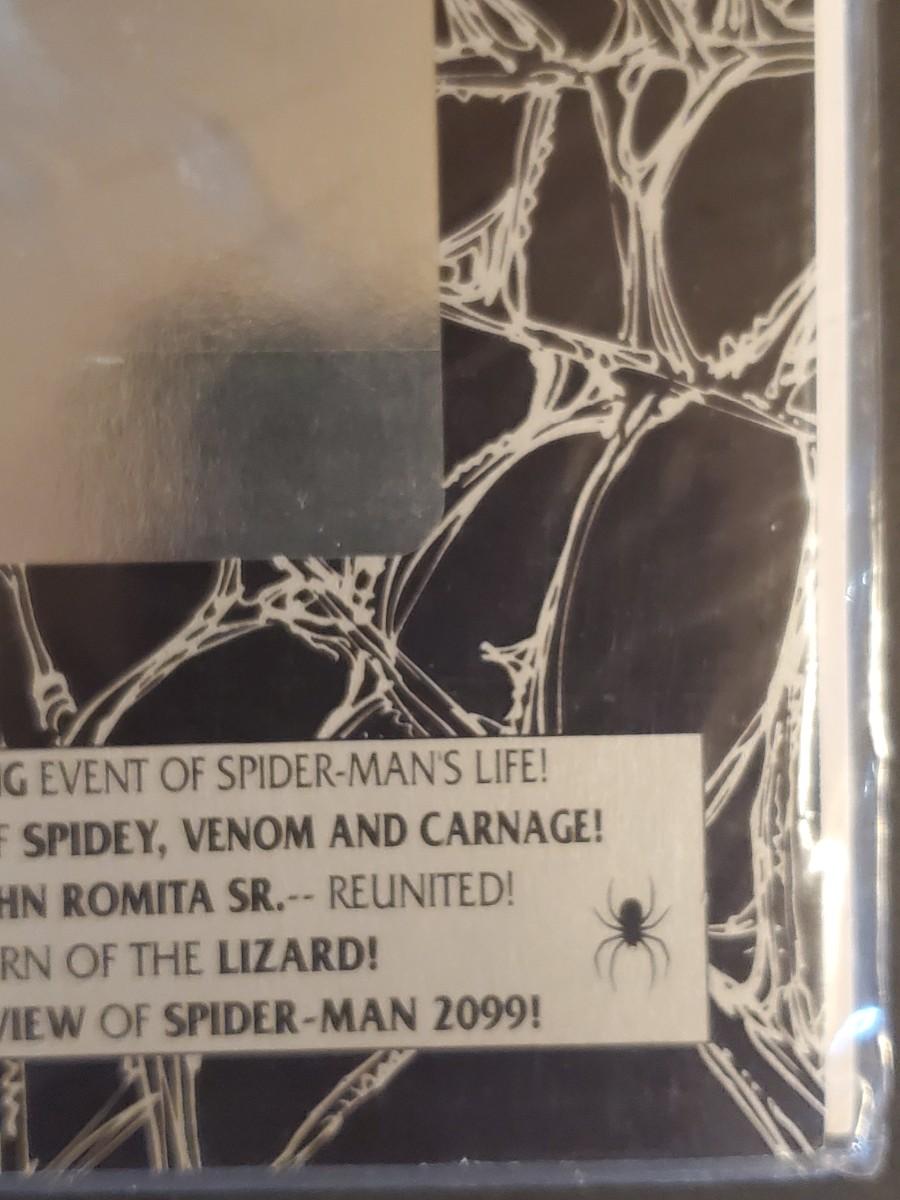 G EVENT OF SPIDER-MAN'S LIFE!
F SPIDEY, VENOM AND CARNAGE!
HN ROMITA SR.-- REUNITED!
RN OF THE LIZARD!
VIEW OF SPIDER-MAN 2099!